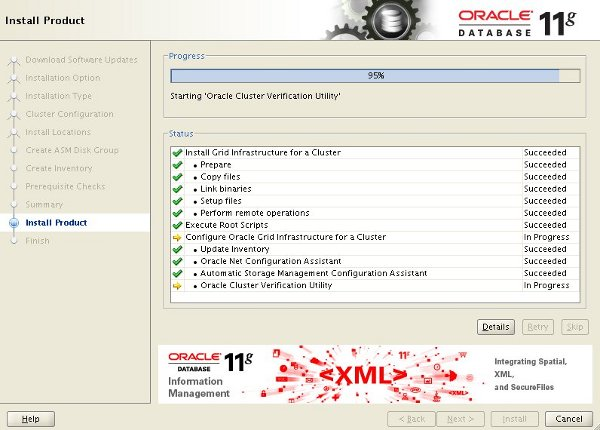 Install Product
ORACLE
DATABASE 11g
Download Software Updates
Installation Option
Installation Type
Cluster Configuration
Install Locations
Create ASM Disk Group
Create Inventory
Prerequisite Checks
Summary
Install Product
Finish
Progress
95%
Starting 'Oracle Cluster Verification Utility'
Status
Install Grid Infrastructure for a Cluster Succeeded
• Prepare Succeeded
• Copy files Succeeded
• Link binaries Succeeded
• Setup files Succeeded
• Perform remote operations Succeeded
Execute Root Scripts Succeeded
Configure Oracle Grid Infrastructure for a Cluster In Progress
• Update Inventory Succeeded
• Oracle Net Configuration Assistant Succeeded
• Automatic Storage Management Configuration Assistant Succeeded
• Oracle Cluster Verification Utility In Progress
Details Retry Skip
ORACLE
DATABASE 11g
Information
Management
11g
<XML>
<XML>
Integrating Spatial,
XML,
and SecureFiles
Help < Back Next > Install Cancel